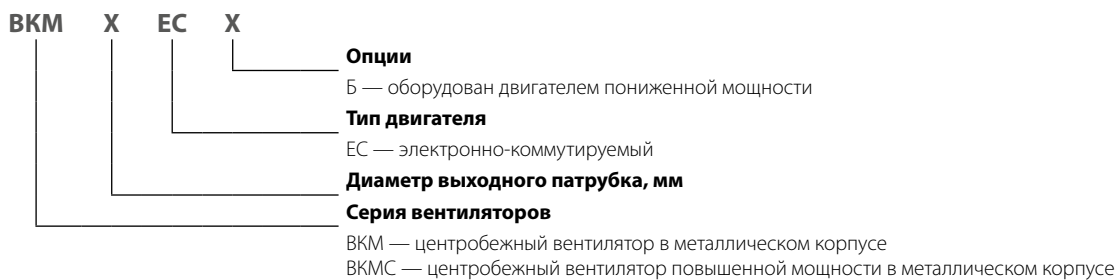 ВКМ X ЕС X
Опции
Б — оборудован двигателем пониженной мощности
Тип двигателя
ЕС — электронно-коммутируемый
Диаметр выходного патрубка, мм
Серия вентиляторов
ВКМ — центробежный вентилятор в металлическом корпусе
ВКМС — центробежный вентилятор повышенной мощности в металлическом корпусе